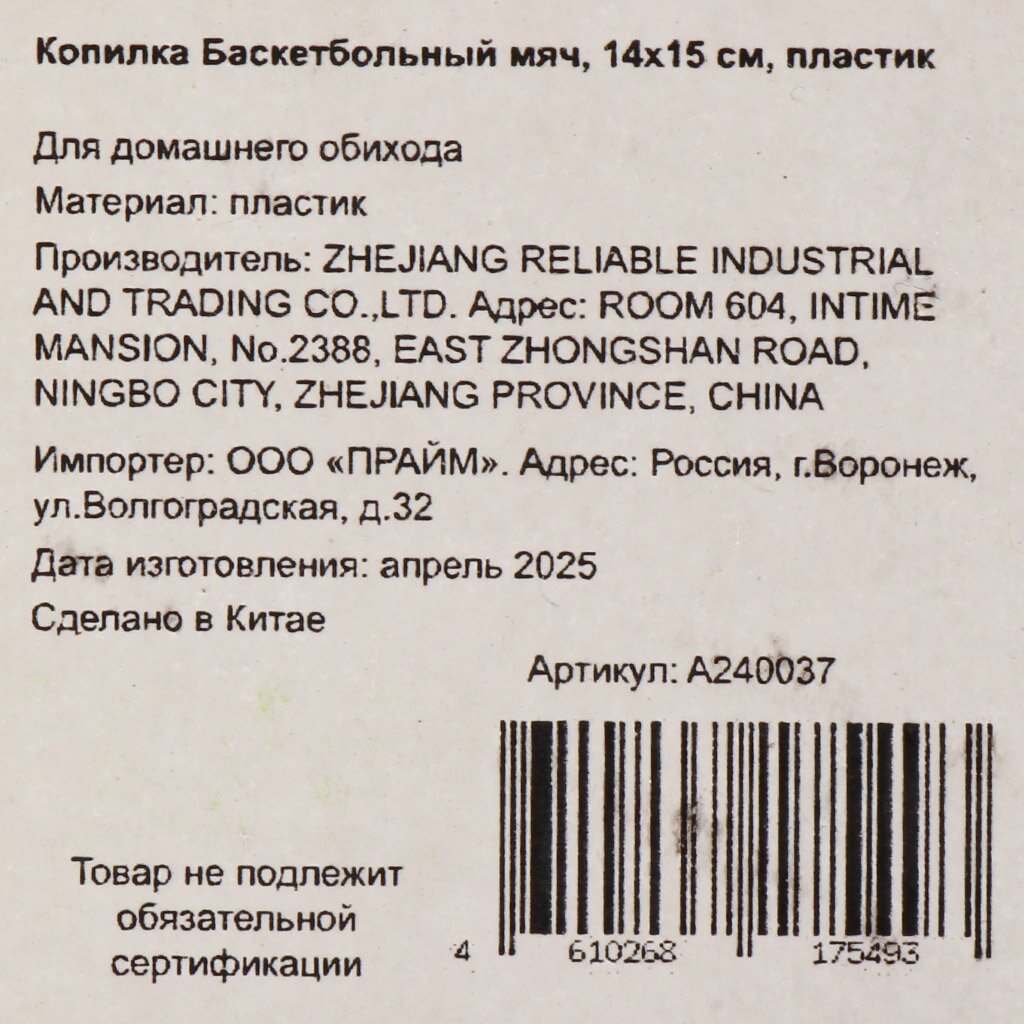 Копилка Баскетбольный мяч, 14х15 см, пластик
Для домашнего обихода
Материал: пластик
Производитель: ZHEJIANG RELIABLE INDUSTRIAL
AND TRADING CO.,LTD. Адрес: ROOM 604, INTIME
MANSION, No.2388, EAST ZHONGSHAN ROAD,
NINGBO CITY, ZHEJIANG PROVINCE, CHINA
Импортер: ООО «ПРАЙМ». Адрес: Россия, г.Воронеж,
ул.Волгоградская, д.32
Дата изготовления: апрель 2025
Сделано в Китае
Артикул: A240037
Товар не подлежит
обязательной
сертификации
4 610268 175493